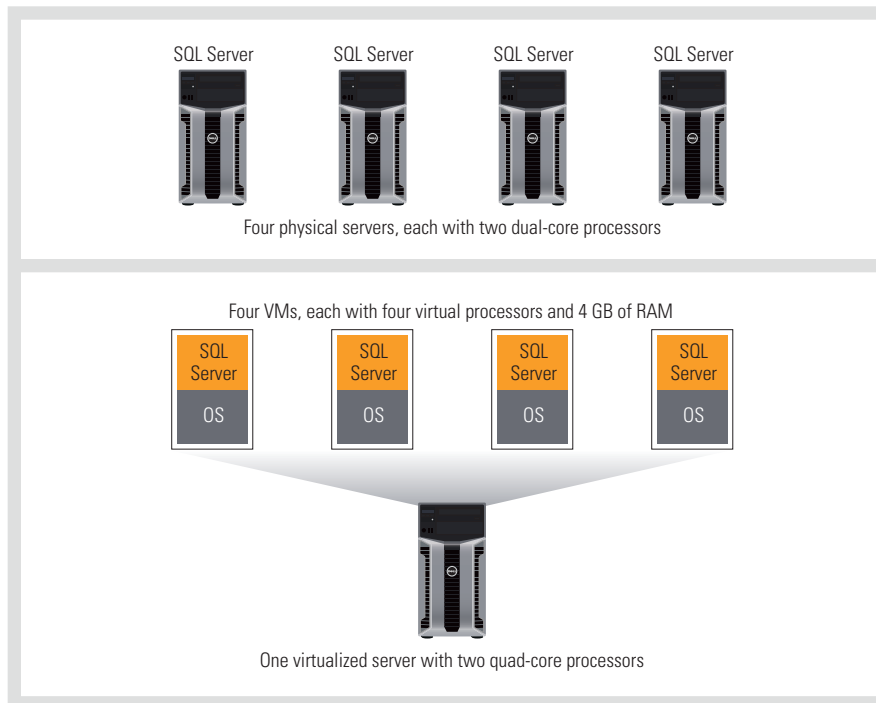 SQL Server
SQL Server
SQL Server
SQL Server
Four physical servers, each with two dual-core processors
Four VMs, each with four virtual processors and 4 GB of RAM
SQL
Server
OS
SQL
Server
OS
SQL
Server
OS
SQL
Server
OS
One virtualized server with two quad-core processors